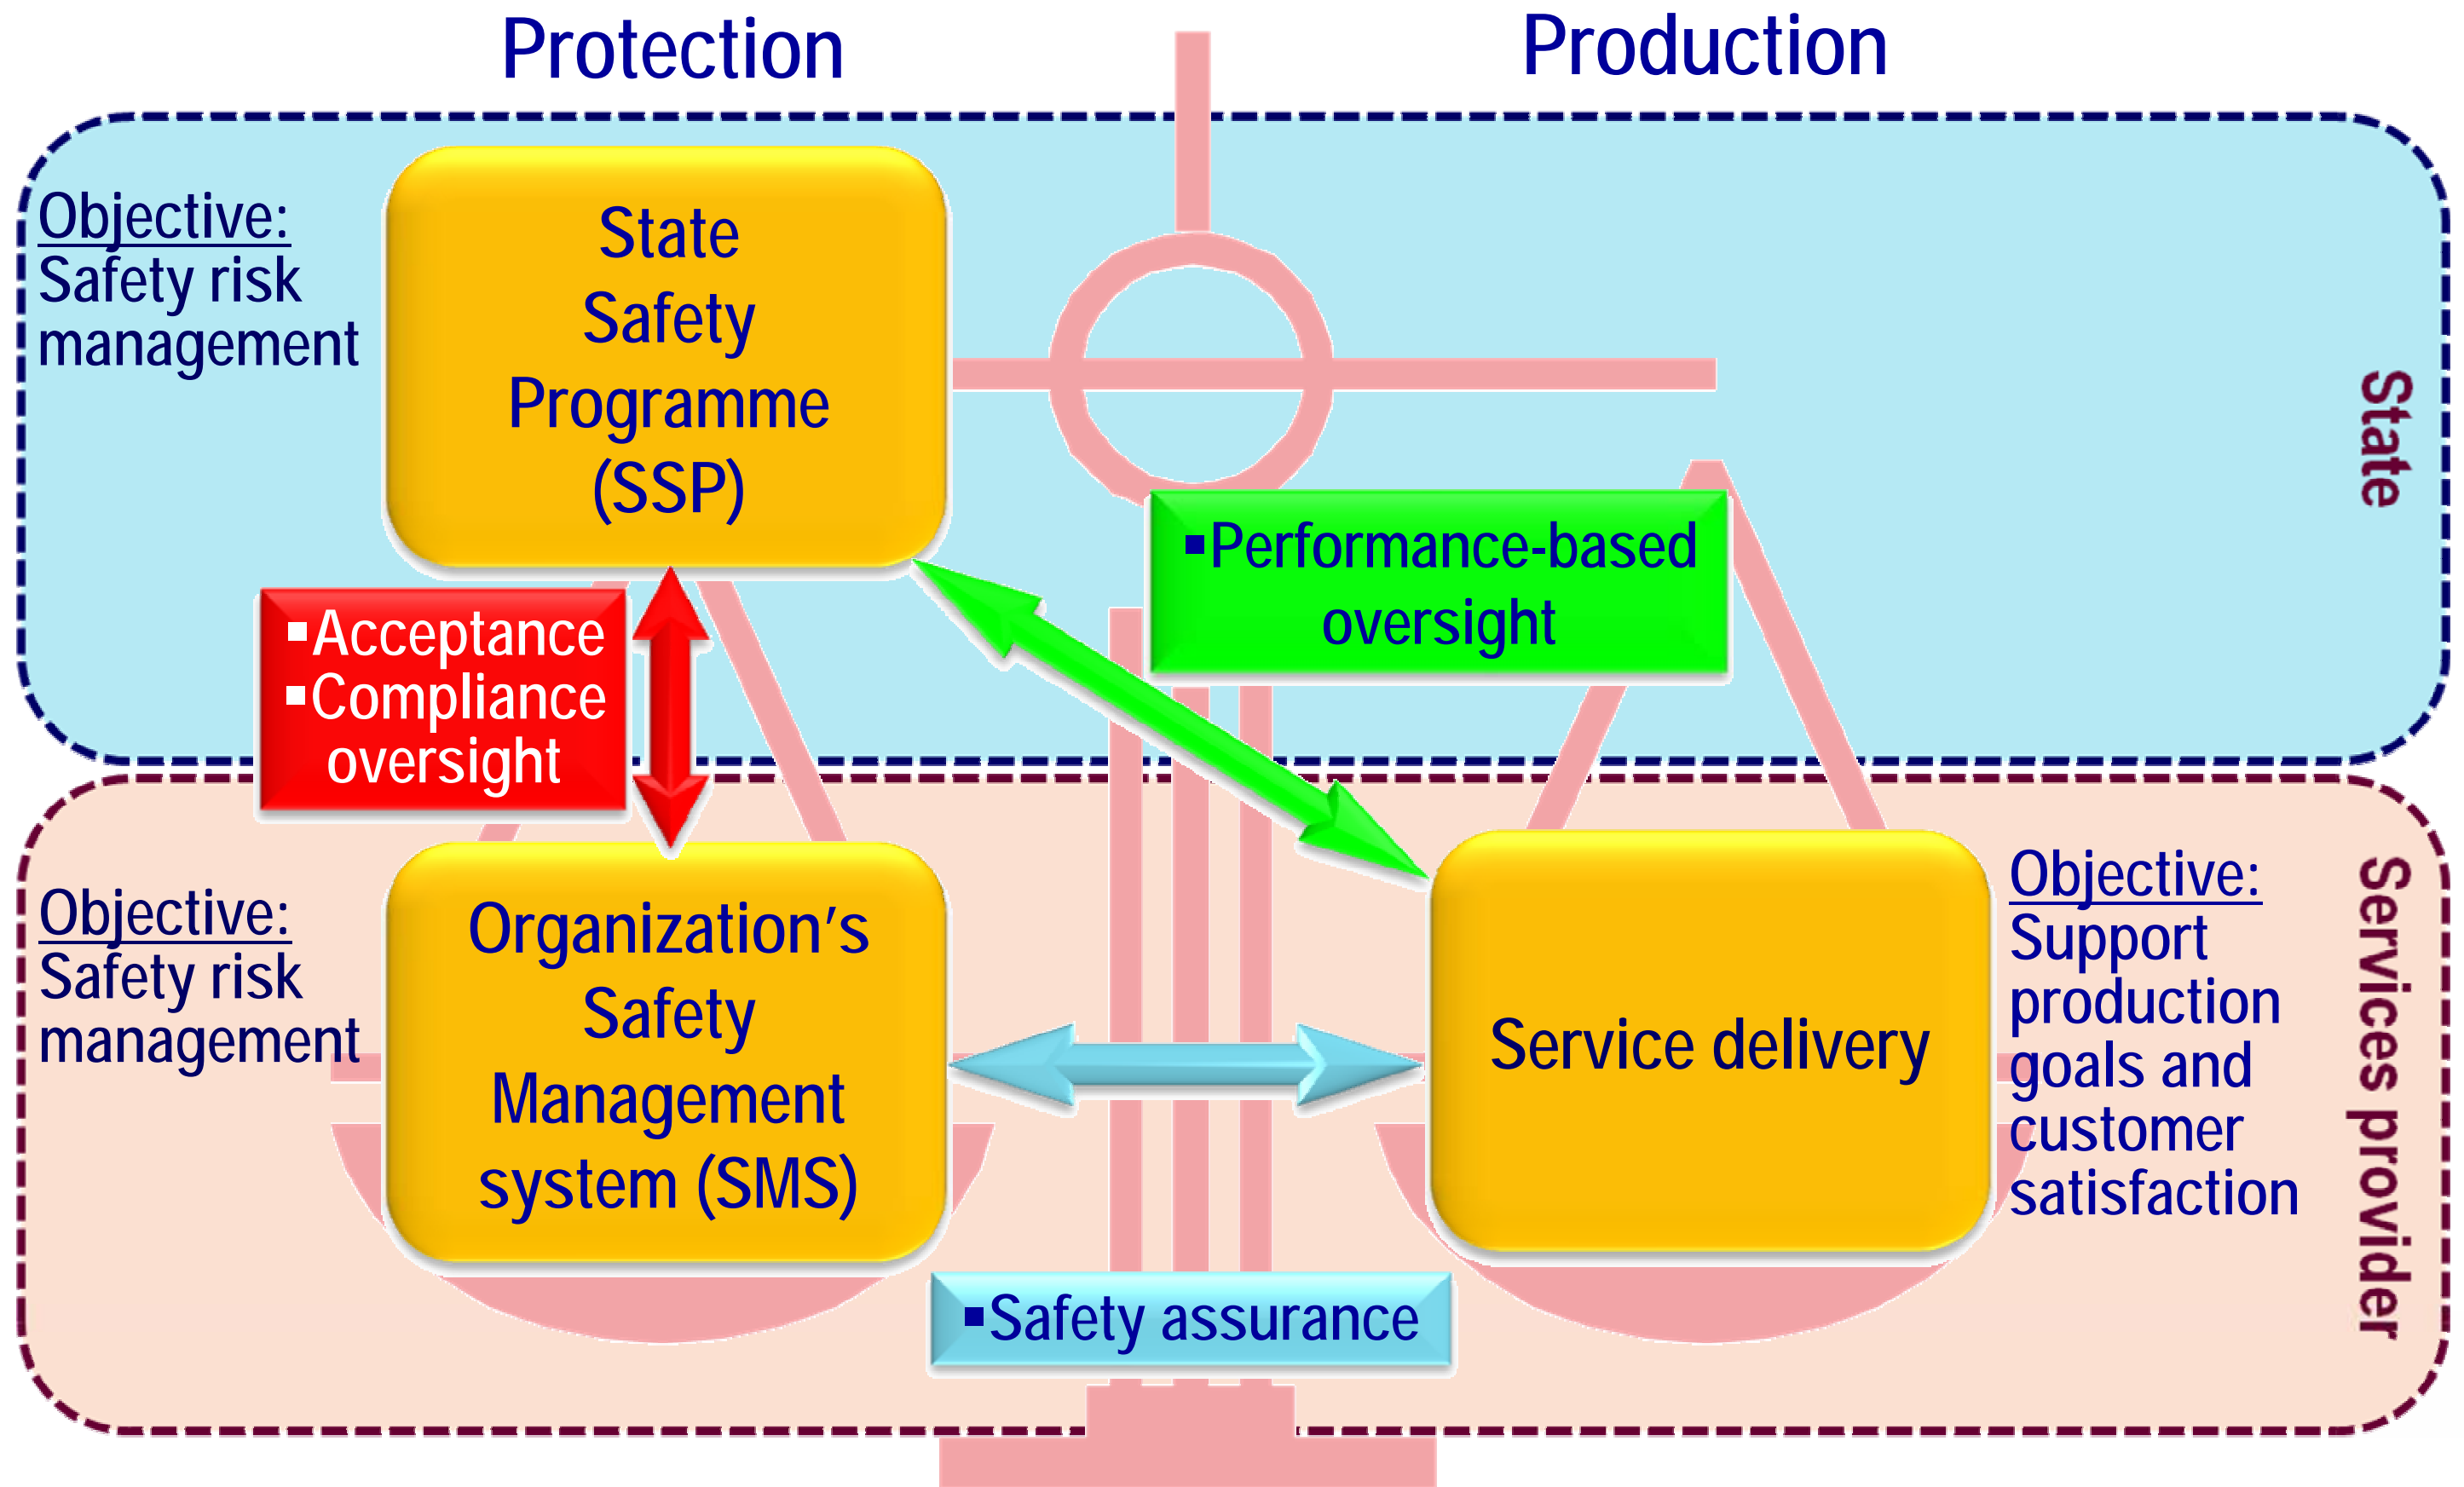 Protection
Production
Objective:
Safety risk
management
State
Safety
Programme
(SSP)
State
▪Performance-based
oversight
▪Acceptance
▪Compliance
oversight
Objective:
Safety risk
management
Organization’s
Safety
Management
system (SMS)
Service delivery
Objective:
Support
production
goals and
customer
satisfaction
Services provider
▪Safety assurance